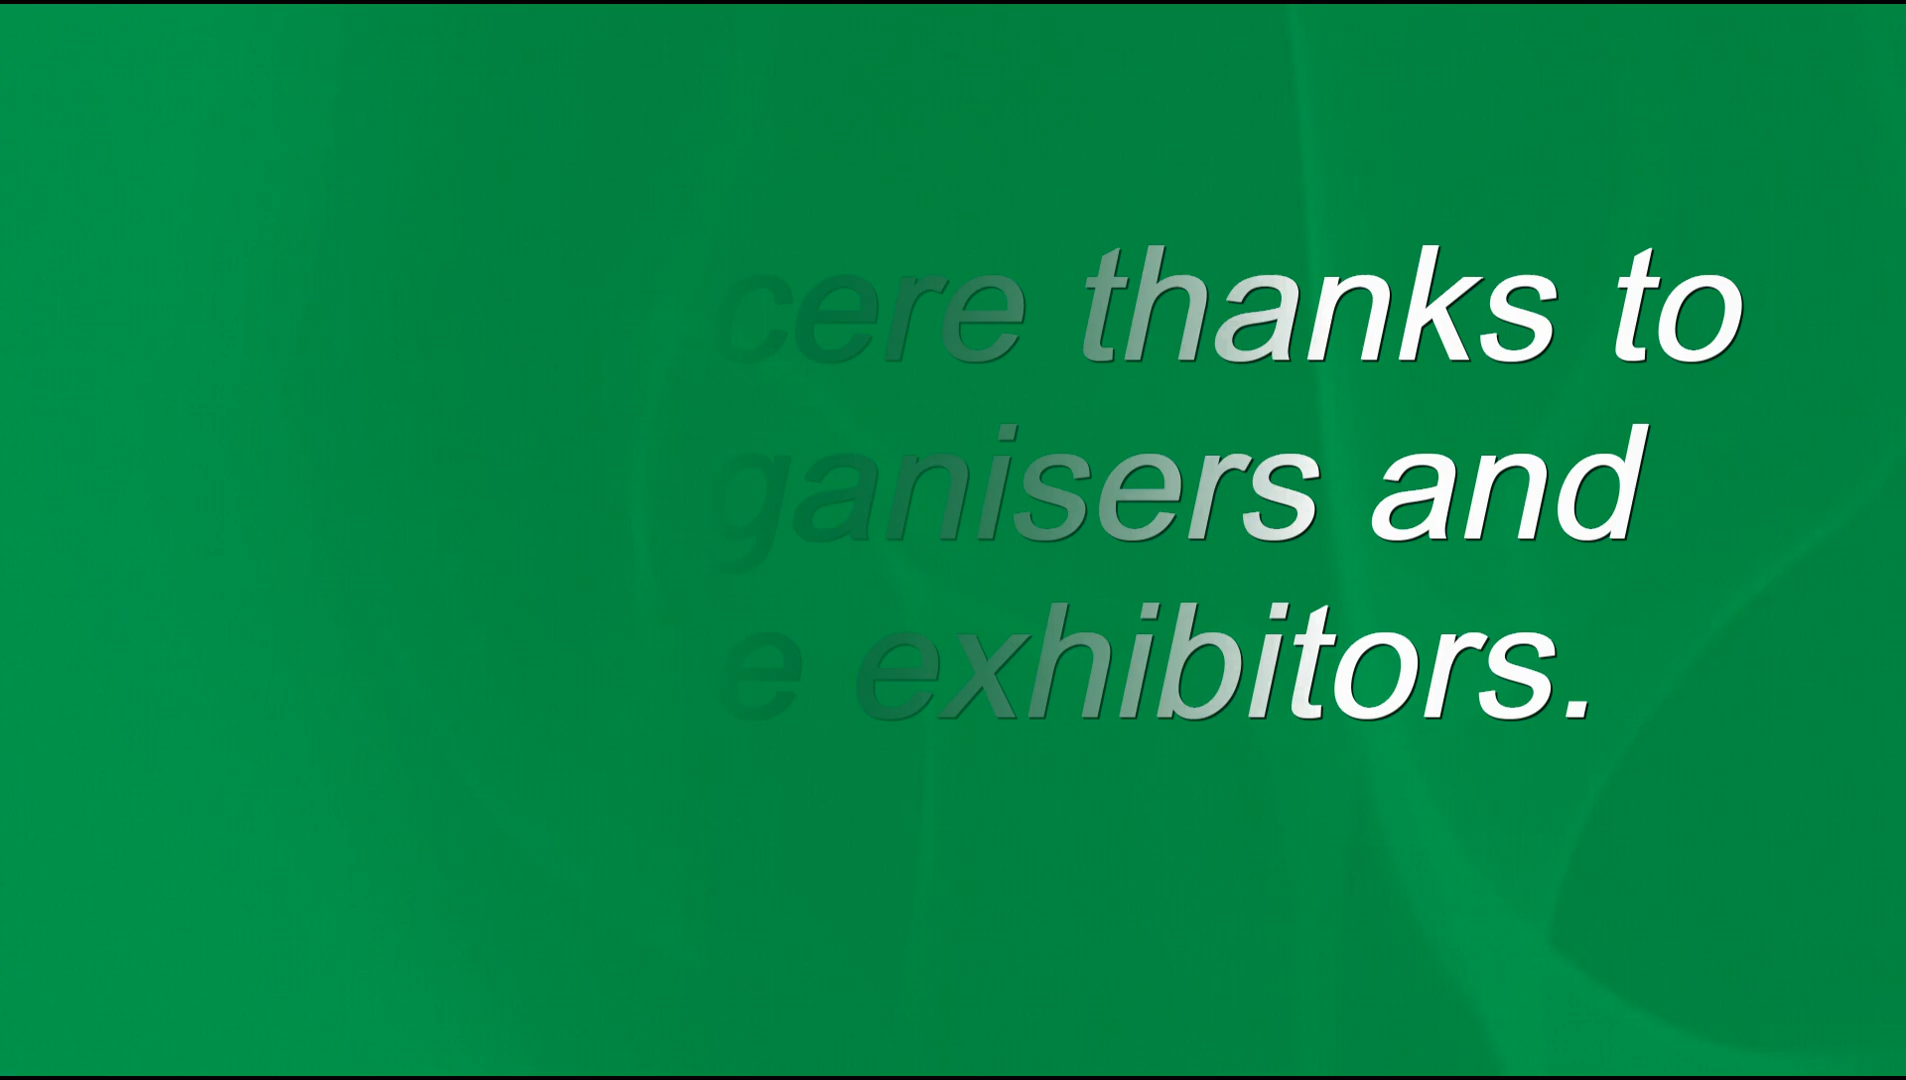 cere thanks to
ganisers and
e exhibitors.